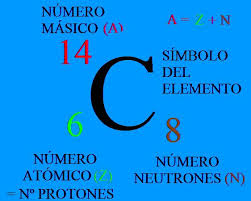 NÚMERO
MÁSICO (A)
A = Z + N
14
C
SÍMBOLO
DEL
ELEMENTO
6
8
NÚMERO
ATÓMICO (Z)
= Nº PROTONES
NÚMERO
NEUTRONES (N)